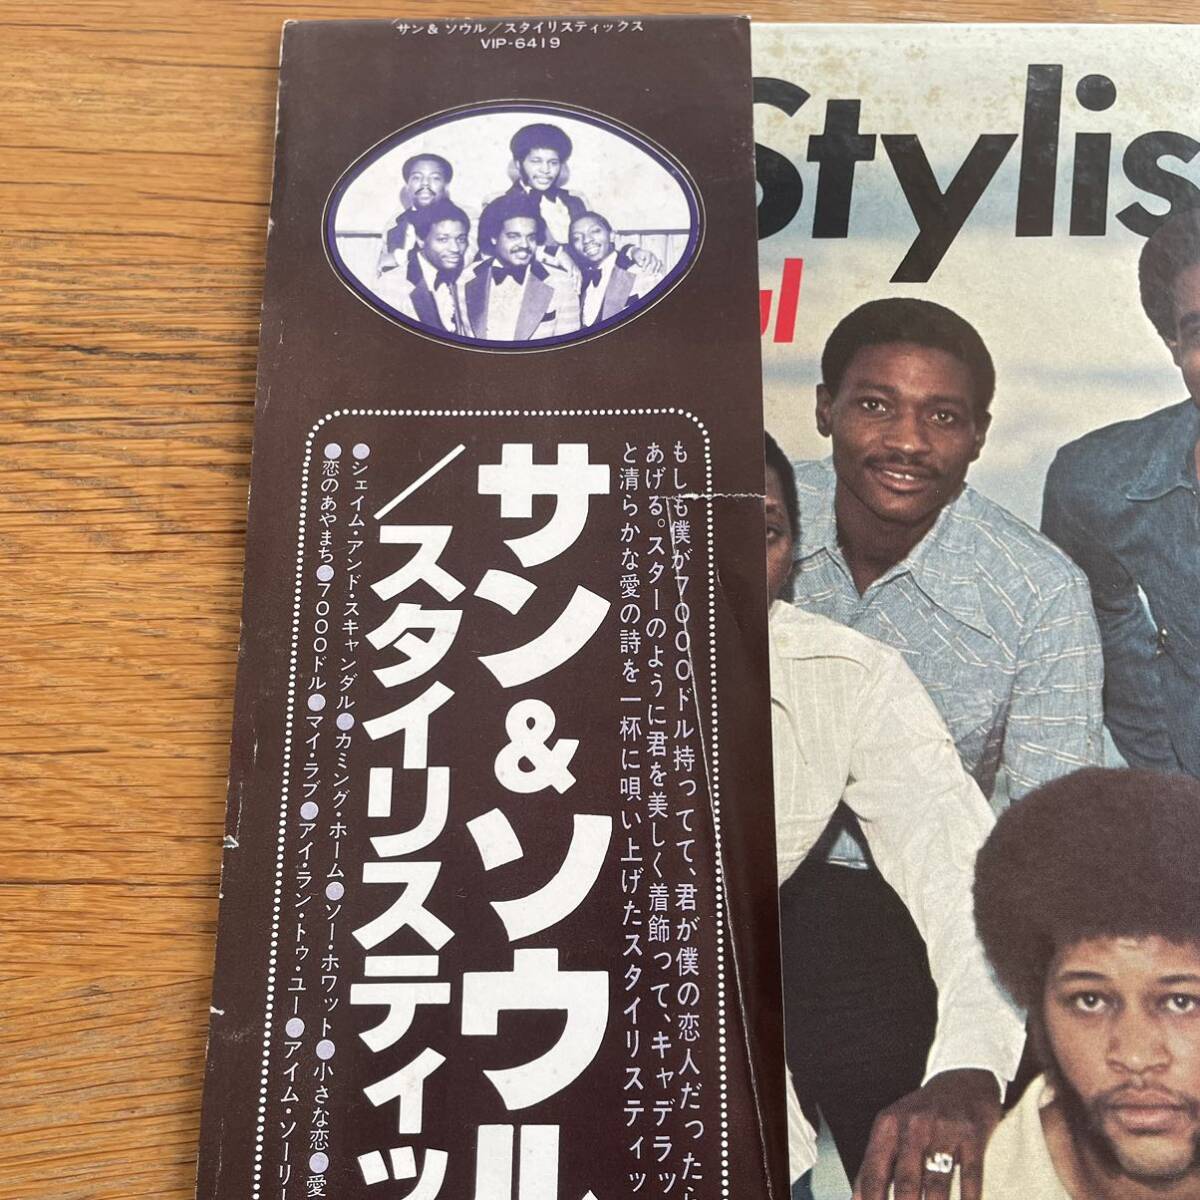 サン& ソウル/スタイリスティックス
VIP-6419
Stylis
ul
もしも僕が7000ドル持ってて、君が僕の恋人だったら
あげる。スターのように君を美しく着飾って、キャデラッ
と清らかな愛の詩を一杯に唄い上げたスタイリスティッ
サン&ソウル
/スタイリスティッ
●シェイム・アンド・スキャンダル●カミング・ホーム●ソー・ホワット●小さな恋●愛
●恋のあやまち●7000ドル●マイ・ラブ●アイ・ラン・トゥ・ユー●アイム・ソーリー